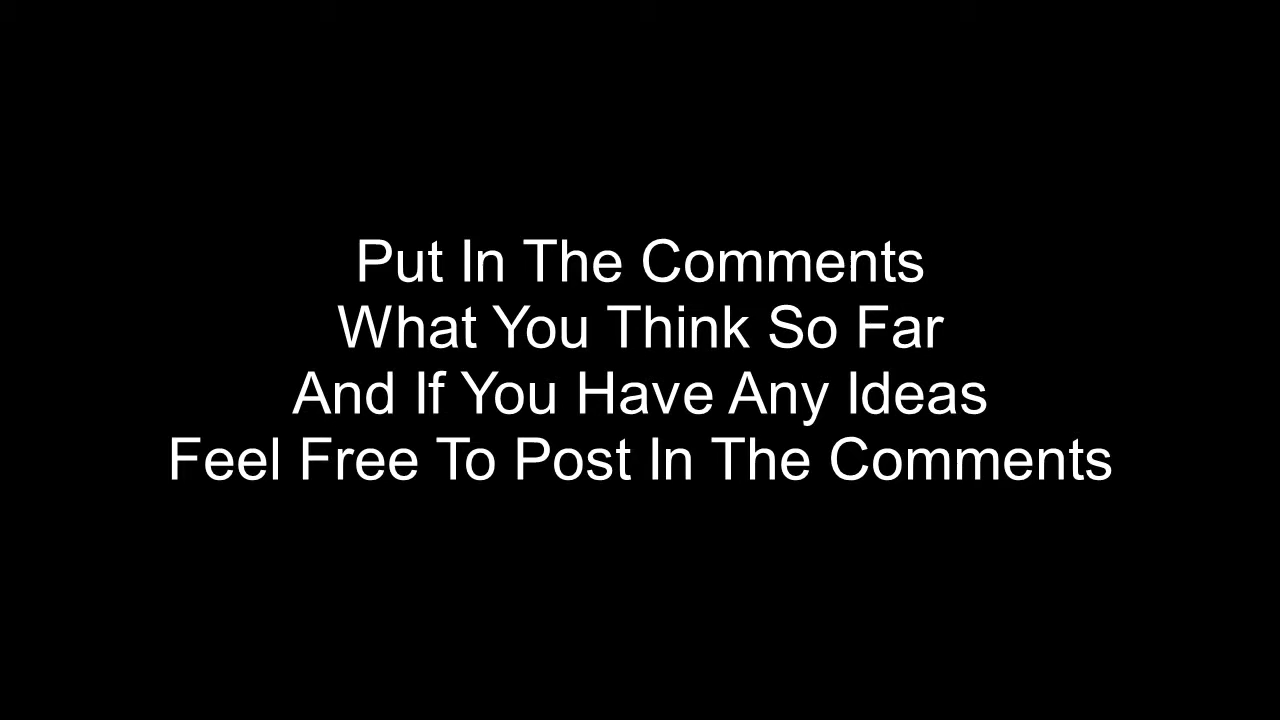 Put In The Comments
What You Think So Far
And If You Have Any Ideas
Feel Free To Post In The Comments